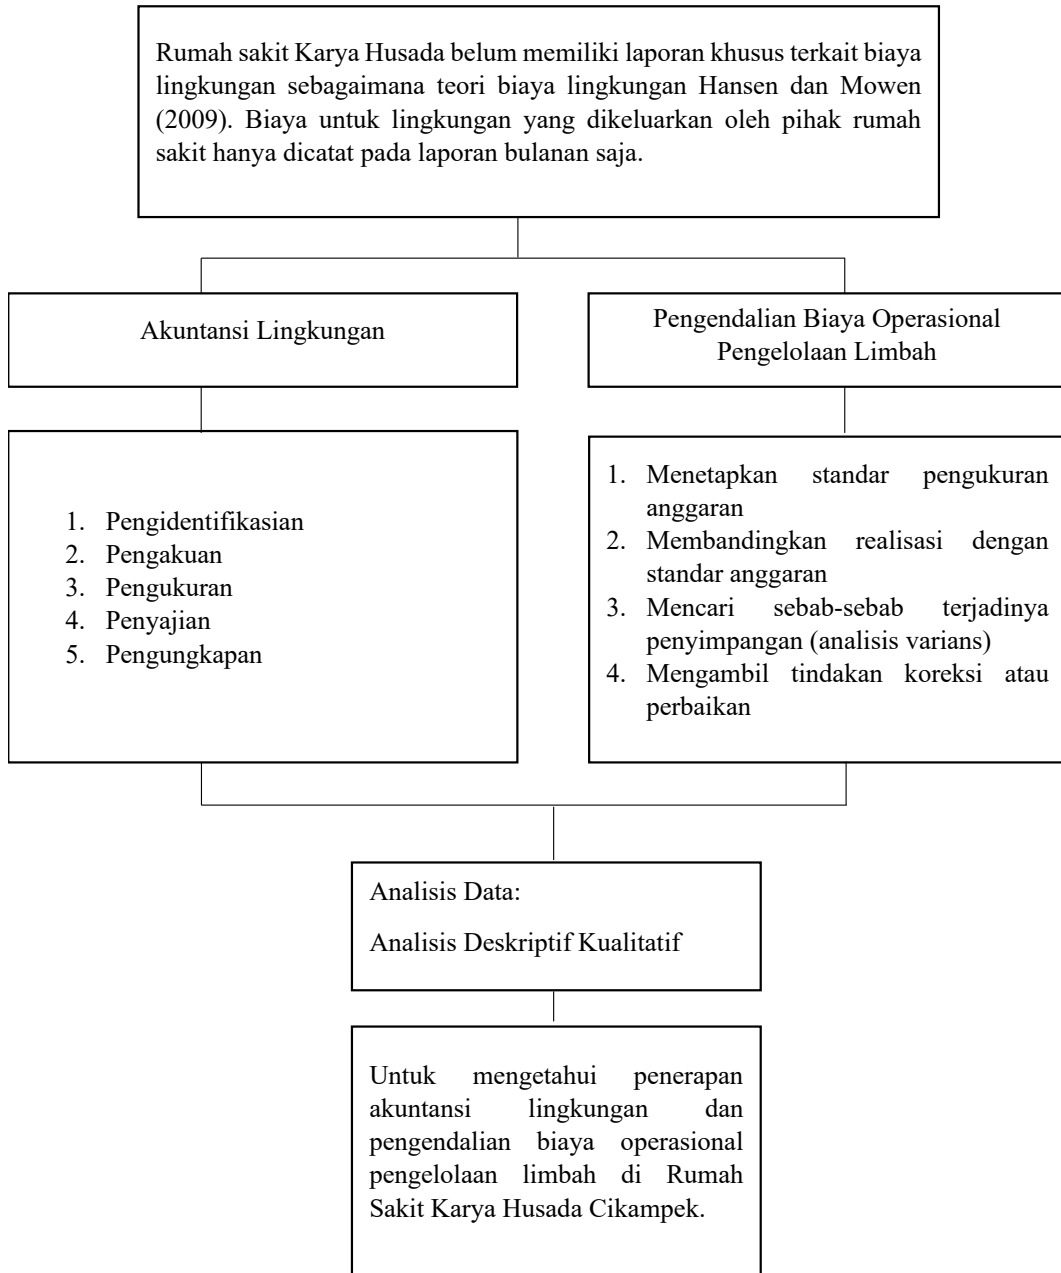 Rumah sakit Karya Husada belum memiliki laporan khusus terkait biaya
lingkungan sebagaimana teori biaya lingkungan Hansen dan Mowen
(2009). Biaya untuk lingkungan yang dikeluarkan oleh pihak rumah
sakit hanya dicatat pada laporan bulanan saja.
Akuntansi Lingkungan
Pengendalian Biaya Operasional
Pengelolaan Limbah
1. Pengidentifikasian
2. Pengakuan
3. Pengukuran
4. Penyajian
5. Pengungkapan
1. Menetapkan standar pengukuran
anggaran
2. Membandingkan realisasi dengan
standar anggaran
3. Mencari sebab-sebab terjadinya
penyimpangan (analisis varians)
4. Mengambil tindakan koreksi atau
perbaikan
Analisis Data:
Analisis Deskriptif Kualitatif
Untuk mengetahui penerapan
akuntansi lingkungan dan
pengendalian biaya operasional
pengelolaan limbah di Rumah
Sakit Karya Husada Cikampek.